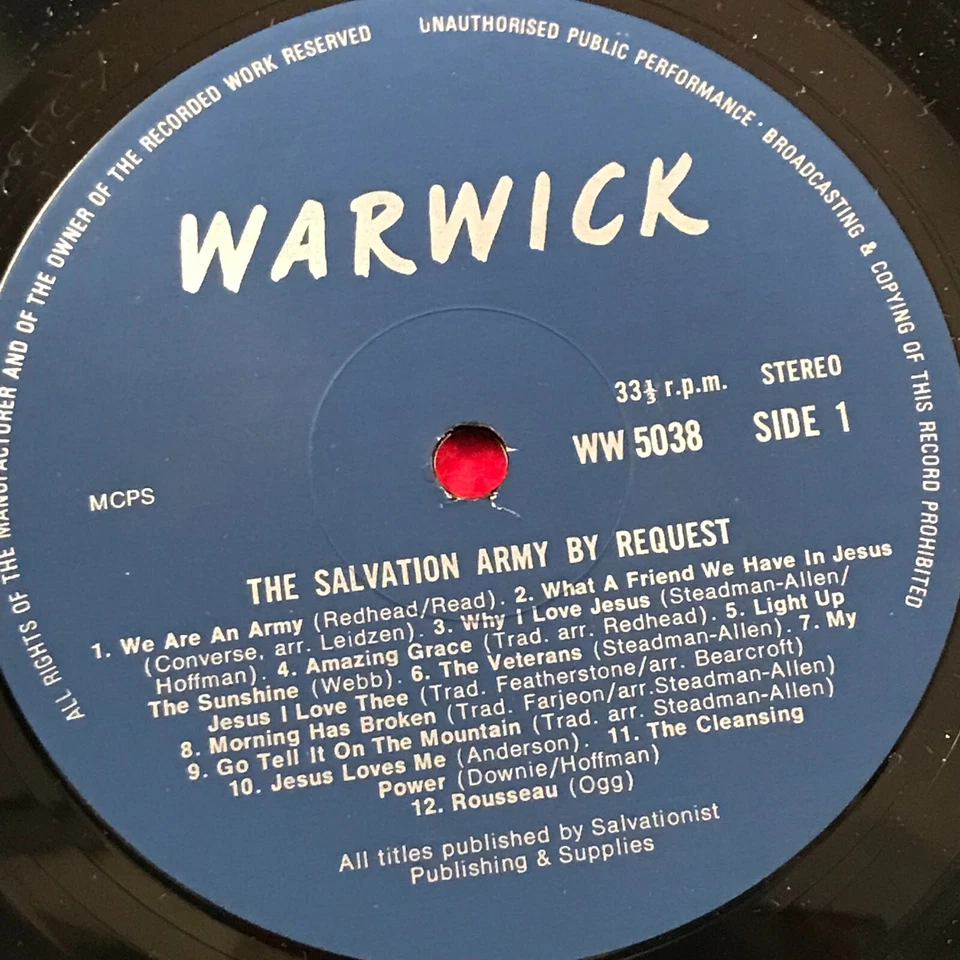 ALL RIGHTS OF THE MANUFACTURER AND OF THE OWNER OF THE RECORDED WORK RESERVED
UNAUTHORISED PUBLIC PERFORMANCE · BROADCASTING & COPYING OF THIS RECORD PROHIBITED
WARWICK
33⅓ r.p.m. STEREO
WW 5038 SIDE 1
MCPS
THE SALVATION ARMY BY REQUEST
1. We Are An Army (Redhead/Read). 2. What A Friend We Have In Jesus
(Converse, arr. Leidzen). 3. Why I Love Jesus (Steadman-Allen/
Hoffman). 4. Amazing Grace (Trad. arr. Redhead). 5. Light Up
The Sunshine (Webb). 6. The Veterans (Steadman-Allen). 7. My
Jesus I Love Thee (Trad. Featherstone/arr. Bearcroft)
8. Morning Has Broken (Trad. Farjeon/arr.Steadman-Allen)
9. Go Tell It On The Mountain (Trad. arr. Steadman-Allen)
10. Jesus Loves Me (Anderson). 11. The Cleansing
Power (Downie/Hoffman)
12. Rousseau (Ogg)
All titles published by Salvationist
Publishing & Supplies